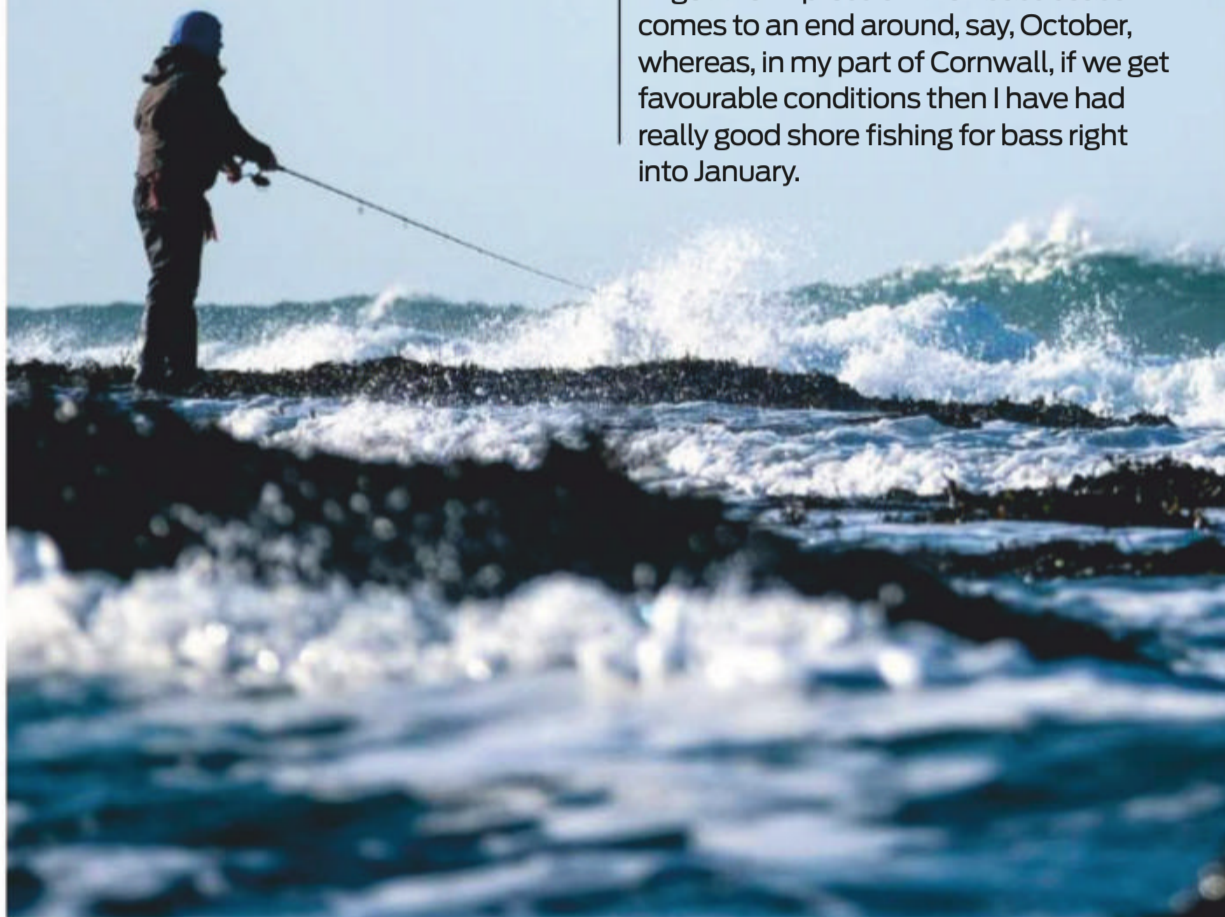 comes to an end around, say, October,
whereas, in my part of Cornwall, if we get
favourable conditions then I have had
really good shore fishing for bass right
into January.